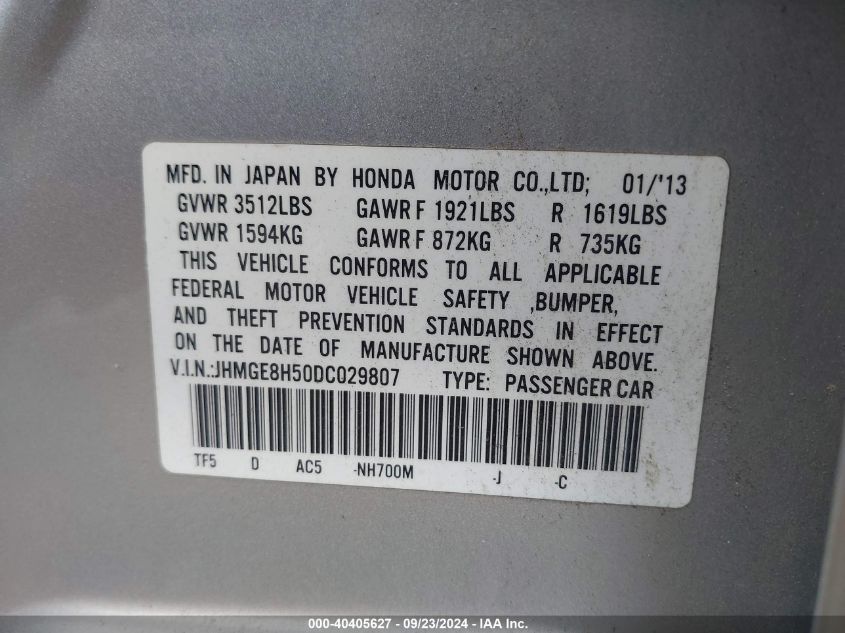 MFD. IN JAPAN BY HONDA MOTOR CO.,LTD; 01/'13
GVWR 3512LBS GAWR F 1921LBS R 1619LBS
GVWR 1594KG GAWR F 872KG R 735KG
THIS VEHICLE CONFORMS TO ALL APPLICABLE
FEDERAL MOTOR VEHICLE SAFETY ,BUMPER,
AND THEFT PREVENTION STANDARDS IN EFFECT
ON THE DATE OF MANUFACTURE SHOWN ABOVE.
V.I.N.:JHMGE8H50DC029807 TYPE: PASSENGER CAR
TF5 D AC5 -NH700M -J -C
000-40405627 - 09/23/2024 - IAA Inc.